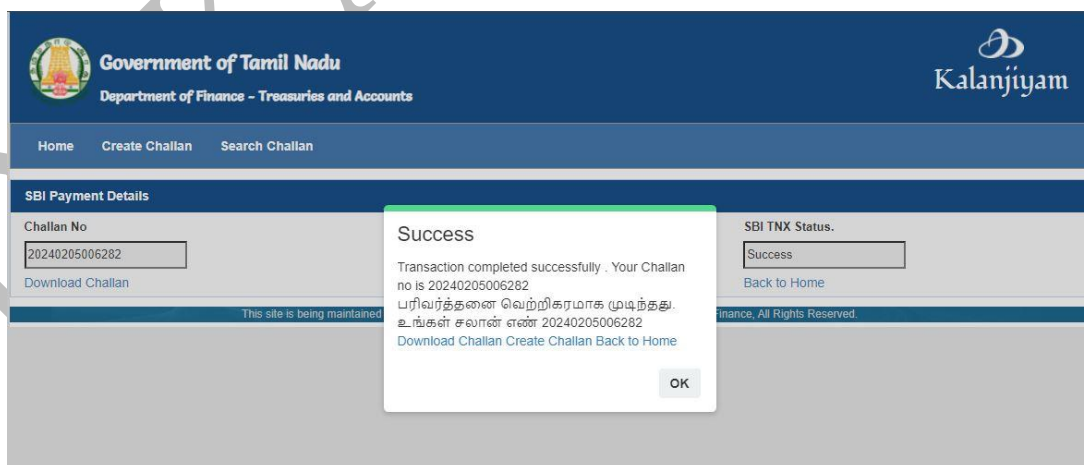 Government of Tamil Nadu
Department of Finance - Treasuries and Accounts
Kalanjiyam
Home Create Challan Search Challan
SBI Payment Details
Challan No
20240205006282
Download Challan
Success
Transaction completed successfully . Your Challan
no is 20240205006282
பரிவர்த்தனை வெற்றிகரமாக முடிந்தது.
உங்கள் சலான் எண் 20240205006282
Download Challan Create Challan Back to Home
OK
SBI TNX Status.
Success
Back to Home
This site is being maintained
Finance, All Rights Reserved.